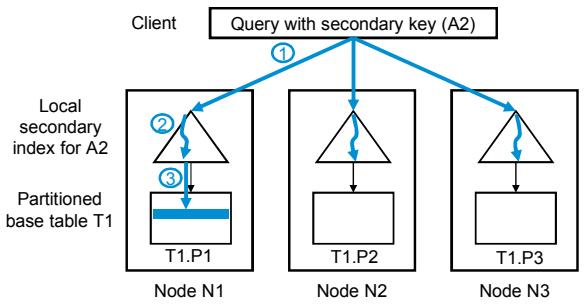 Client
Query with secondary key (A2)
1
Local
secondary
index for A2
2
3
Partitioned
base table T1
T1.P1
T1.P2
T1.P3
Node N1
Node N2
Node N3